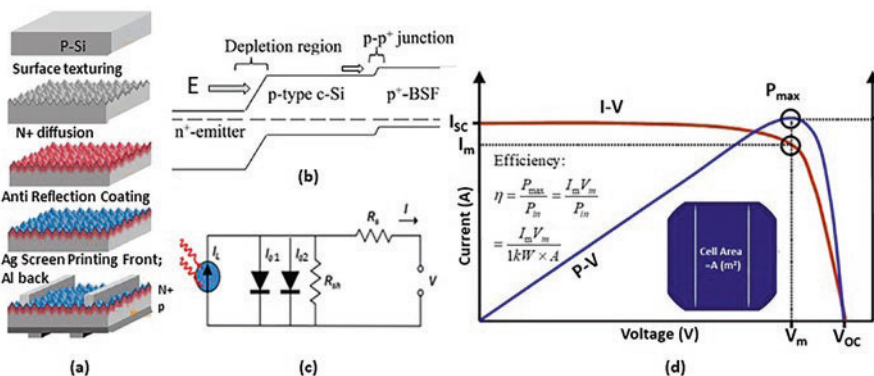 P-Si
Surface texturing
N+ diffusion
Anti Reflection Coating
Ag Screen Printing Front;
Al back
N+
p
(a)
p-p⁺ junction
Depletion region
E
p-type c-Si
p⁺-BSF
n⁺-emitter
(b)
I
Rs
IL
Id1
Id2
Rsh
V
(c)
Pmax
I-V
ISC
Im
Efficiency:
η = Pmax / Pin = ImVm / Pin
= ImVm / 1kW × A
Cell Area
~A (m²)
P-V
Current (A)
Voltage (V)
Vm
VOC
(d)